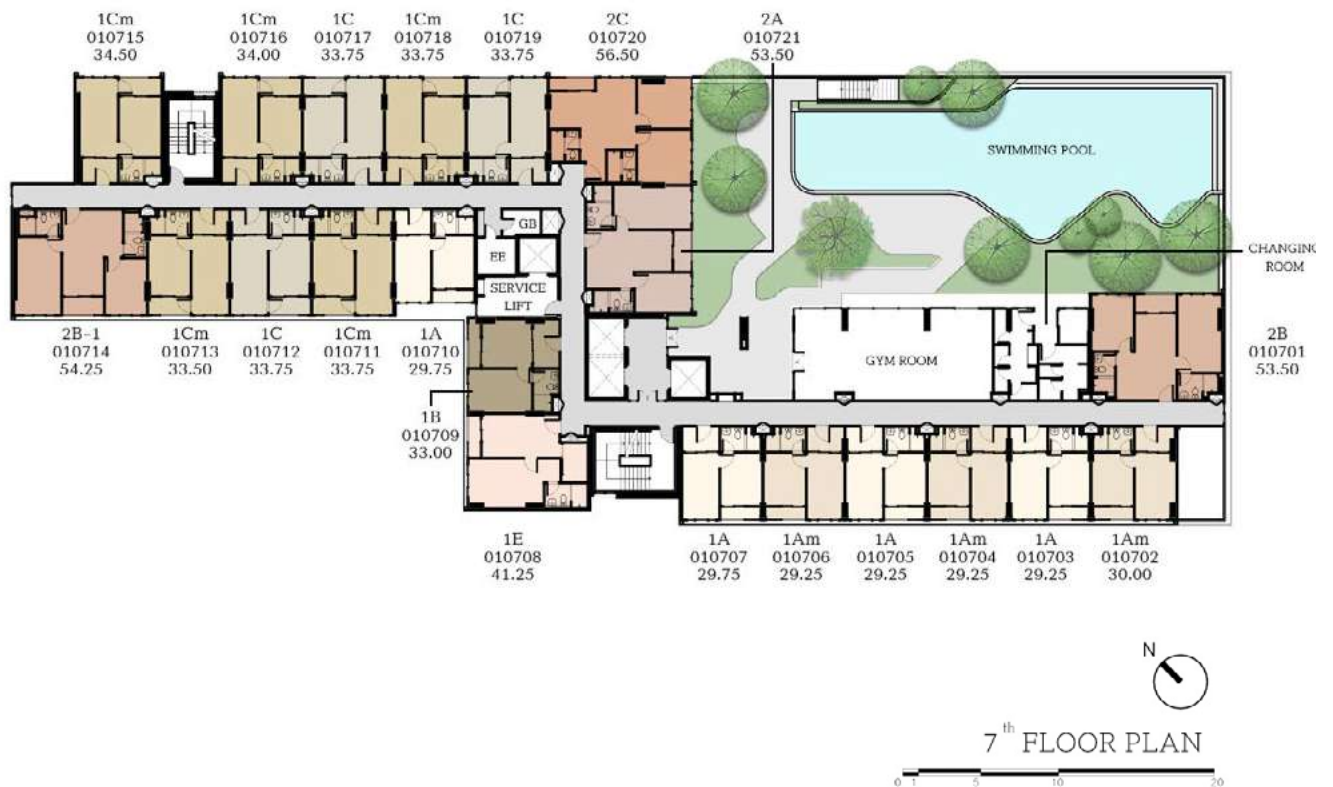 1Cm
010715
34.50
1Cm
010716
34.00
1C
010717
33.75
1Cm
010718
33.75
1C
010719
33.75
2C
010720
56.50
2A
010721
53.50
SWIMMING POOL
GB
EE
SERVICE
LIFT
CHANGING
ROOM
GYM ROOM
2B-1
010714
54.25
1Cm
010713
33.50
1C
010712
33.75
1Cm
010711
33.75
1A
010710
29.75
2B
010701
53.50
1B
010709
33.00
1E
010708
41.25
1A
010707
29.75
1Am
010706
29.25
1A
010705
29.25
1Am
010704
29.25
1A
010703
29.25
1Am
010702
30.00
N
7th FLOOR PLAN
0 1 5 10 20